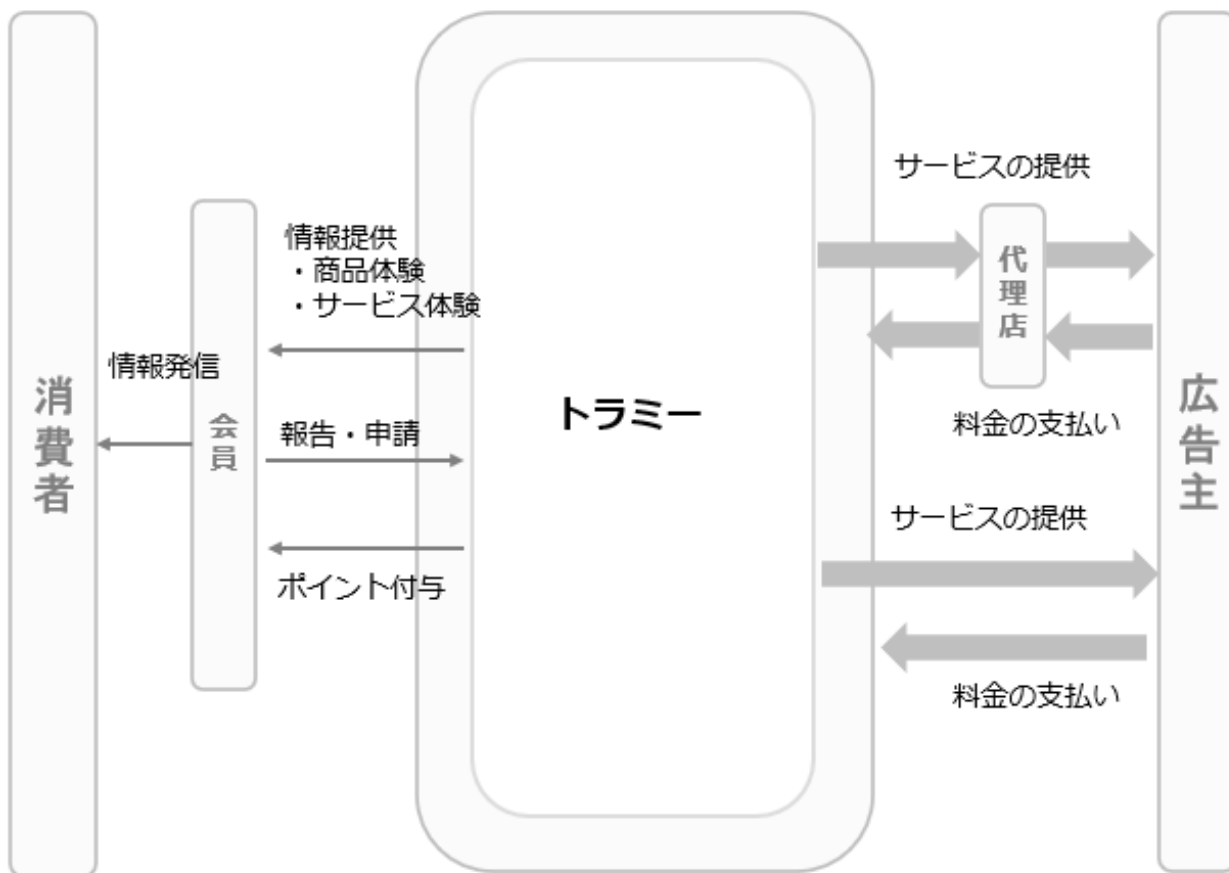 消費者
情報発信
会員
情報提供
・商品体験
・サービス体験
報告・申請
ポイント付与
トラミー
サービスの提供
代理店
料金の支払い
サービスの提供
料金の支払い
広告主